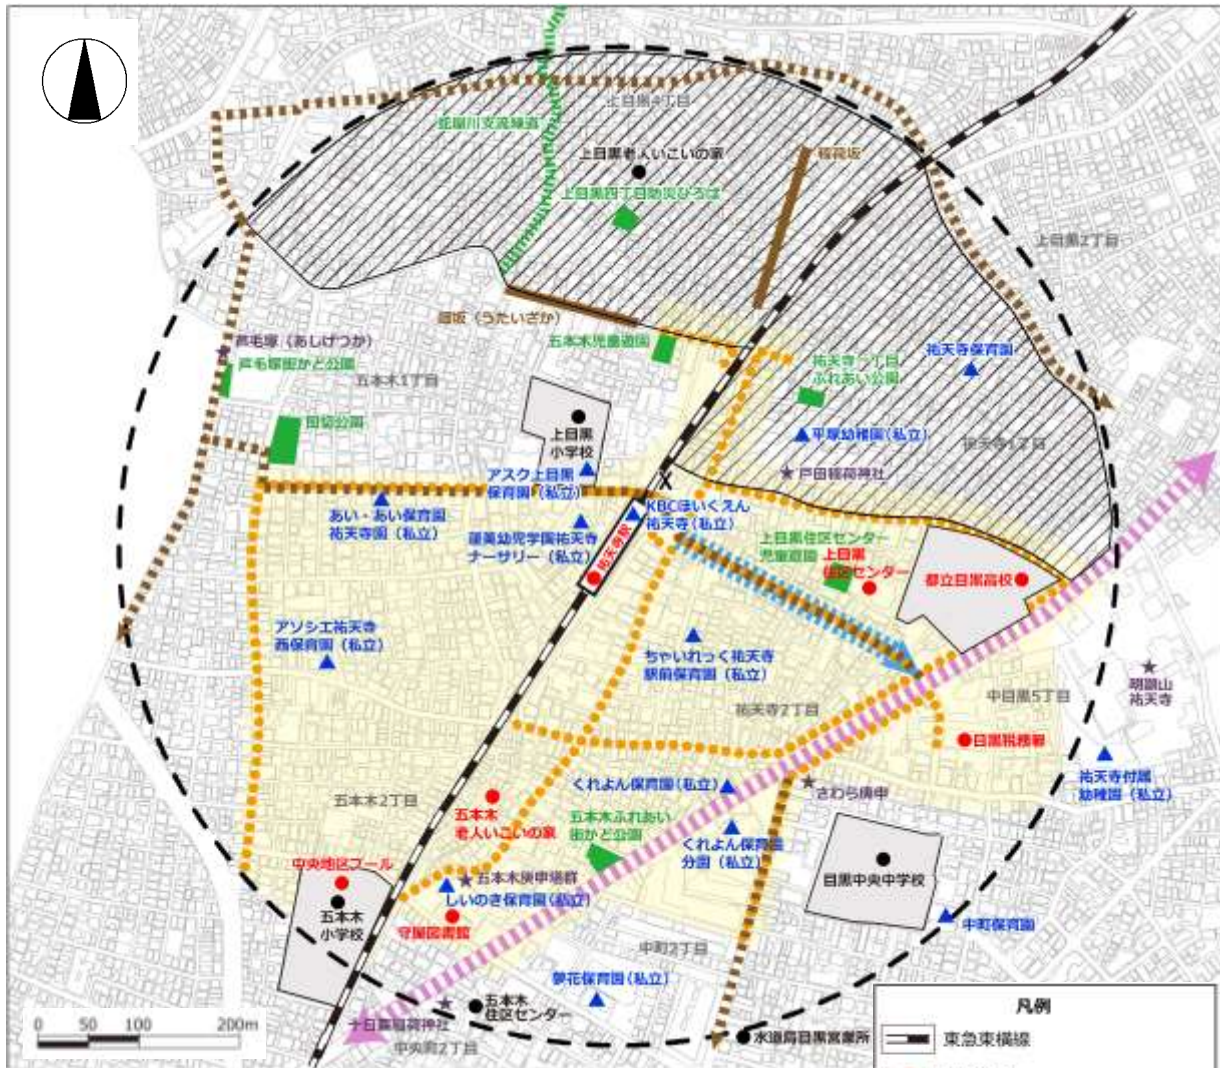 上目黒4丁目
蛇崩川支流緑道
上目黒老人いこいの家
稲荷坂
上目黒四丁目防災ひろば
上目黒2丁目
謡坂（うたいざか）
五本木児童遊園
芦毛塚（あしげづか）
芦毛塚街かど公園
五本木1丁目
祐天寺保育園
祐天寺一丁目
ふれあい公園
田切公園
上目黒
小学校
平塚幼稚園(私立)
祐天寺1丁目
アスク上目黒
保育園（私立）
戸田稲荷神社
X
あい・あい保育園
祐天寺園（私立）
KBCほいくえん
祐天寺(私立）
蓮美幼児学園祐天寺
ナーサリー（私立）
祐天寺駅
上目黒住区センター
児童遊園
上目黒
住区センター
都立目黒高校
アソシエ祐天寺
西保育園（私立）
ちゃいれっく祐天寺
駅前保育園（私立）
明顕山
祐天寺
中目黒5丁目
祐天寺2丁目
目黒税務署
祐天寺付属
幼稚園（私立）
くれよん保育園(私立)
さわら庚申
五本木2丁目
五本木
老人いこいの家
五本木ふれあい
街かど公園
くれよん保育園
分園（私立）
中央地区プール
五本木庚申塔群
目黒中央中学校
しいのき保育園(私立)
五本木
小学校
守屋図書館
中町保育園
中町2丁目
夢花保育園(私立)
五本木
住区センター
十日森稲荷神社
中央町2丁目
水道局目黒営業所
0 50 100 200m
凡例
東急東横線